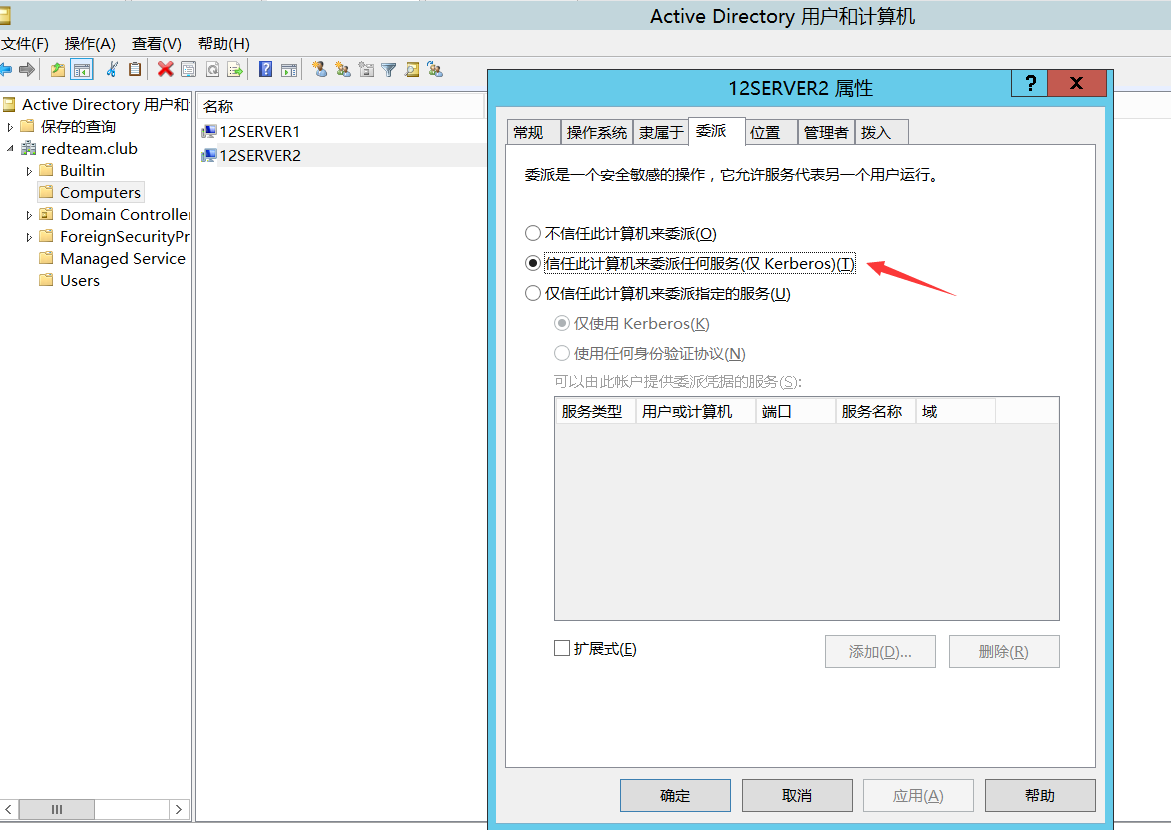 Active Directory 用户和计算机
文件(F) 操作(A) 查看(V) 帮助(H)
Active Directory 用户和
保存的查询
redteam.club
Builtin
Computers
Domain Controller
ForeignSecurityPr
Managed Service
Users
名称
12SERVER1
12SERVER2
12SERVER2 属性
常规 操作系统 隶属于 委派 位置 管理者 拨入
委派是一个安全敏感的操作，它允许服务代表另一个用户运行。
不信任此计算机来委派(O)
信任此计算机来委派任何服务(仅 Kerberos)(T)
仅信任此计算机来委派指定的服务(U)
仅使用 Kerberos(K)
使用任何身份验证协议(N)
可以由此帐户提供委派凭据的服务(S):
服务类型 用户或计算机 端口 服务名称 域
扩展式(E)
添加(D)... 删除(R)
确定 取消 应用(A) 帮助